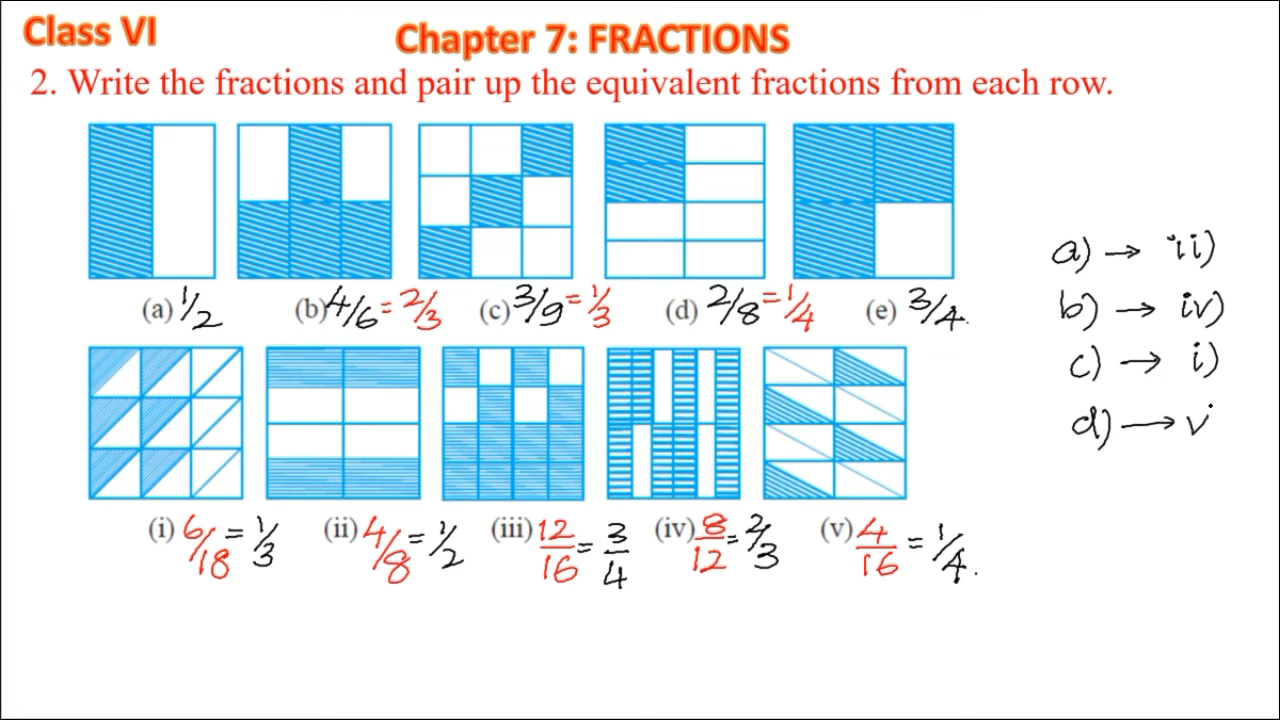 Class VI
Chapter 7: FRACTIONS
2. Write the fractions and pair up the equivalent fractions from each row.
(a) 1/2 (b) 4/6 = 2/3 (c) 3/9 = 1/3 (d) 2/8 = 1/4 (e) 3/4.
a) → ii)
b) → iv)
c) → i)
d) → v
(i) 6/18 = 1/3 (ii) 4/8 = 1/2 (iii) 12/16 = 3/4 (iv) 8/12 = 2/3 (v) 4/16 = 1/4.